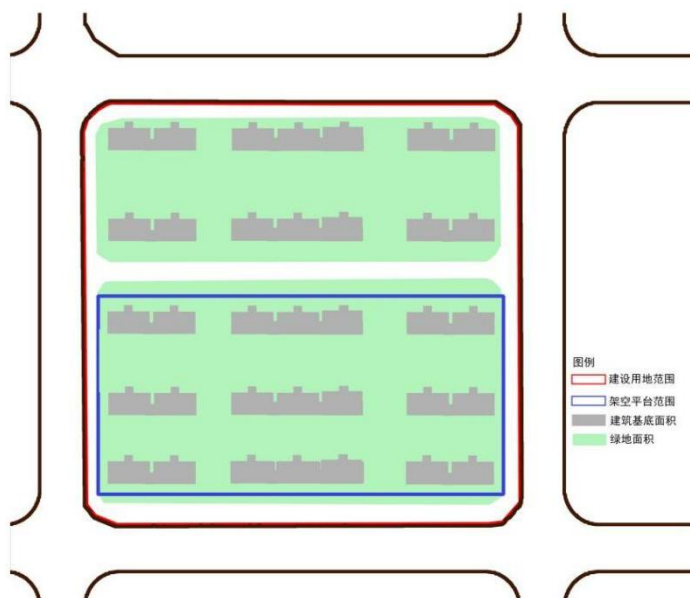 图例
建设用地范围
架空平台范围
建筑基底面积
绿地面积